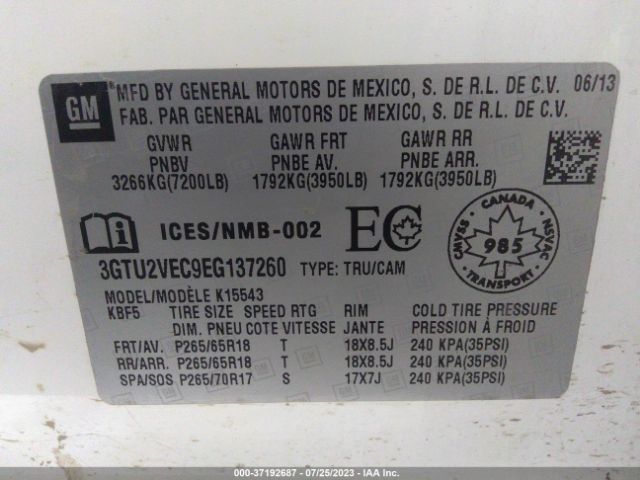 GM
MFD BY GENERAL MOTORS DE MEXICO, S. DE R.L. DE C.V. 06/13
FAB. PAR GENERAL MOTORS DE MEXICO, S. DE R.L. DE C.V.
GVWR GAWR FRT GAWR RR
PNBV PNBE AV. PNBE ARR.
3266KG(7200LB) 1792KG(3950LB) 1792KG(3950LB)
ICES/NMB-002 EC
CANADA
CMVSS 985 NSVAC
TRANSPORT
3GTU2VEC9EG137260 TYPE: TRU/CAM
MODEL/MODÈLE K15543
KBF5 TIRE SIZE SPEED RTG RIM COLD TIRE PRESSURE
DIM. PNEU COTE VITESSE JANTE PRESSION À FROID
FRT/AV. P265/65R18 T 18X8.5J 240 KPA(35PSI)
RR/ARR. P265/65R18 T 18X8.5J 240 KPA(35PSI)
SPA/SOS P265/70R17 S 17X7J 240 KPA(35PSI)
000-37192687 - 07/25/2023 - IAA Inc.